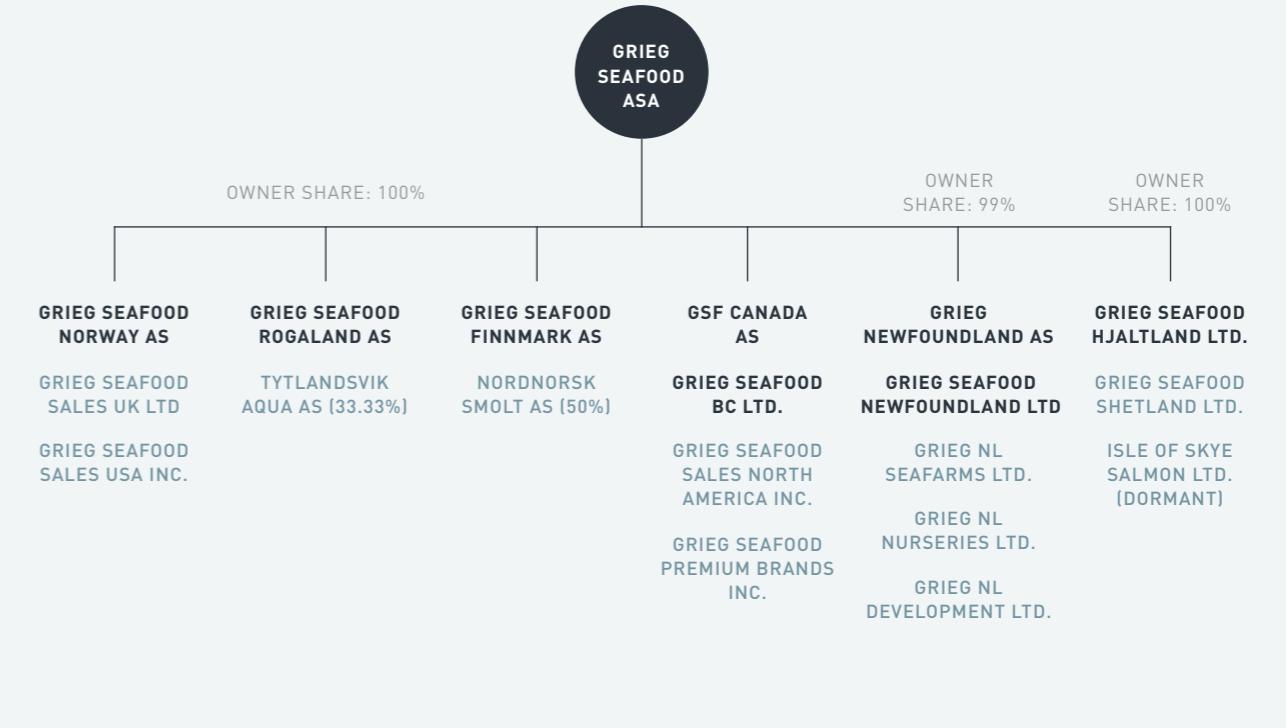 GRIEG
SEAFOOD
ASA
OWNER SHARE: 100%
OWNER
SHARE: 99%
OWNER
SHARE: 100%
GRIEG SEAFOOD
NORWAY AS
GRIEG SEAFOOD
SALES UK LTD
GRIEG SEAFOOD
SALES USA INC.
GRIEG SEAFOOD
ROGALAND AS
TYTLANDSVIK
AQUA AS (33.33%)
GRIEG SEAFOOD
FINNMARK AS
NORDNORSK
SMOLT AS (50%)
GSF CANADA
AS
GRIEG SEAFOOD
BC LTD.
GRIEG SEAFOOD
SALES NORTH
AMERICA INC.
GRIEG SEAFOOD
PREMIUM BRANDS
INC.
GRIEG
NEWFOUNDLAND AS
GRIEG SEAFOOD
NEWFOUNDLAND LTD
GRIEG NL
SEAFARMS LTD.
GRIEG NL
NURSERIES LTD.
GRIEG NL
DEVELOPMENT LTD.
GRIEG SEAFOOD
HJALTLAND LTD.
GRIEG SEAFOOD
SHETLAND LTD.
ISLE OF SKYE
SALMON LTD.
(DORMANT)